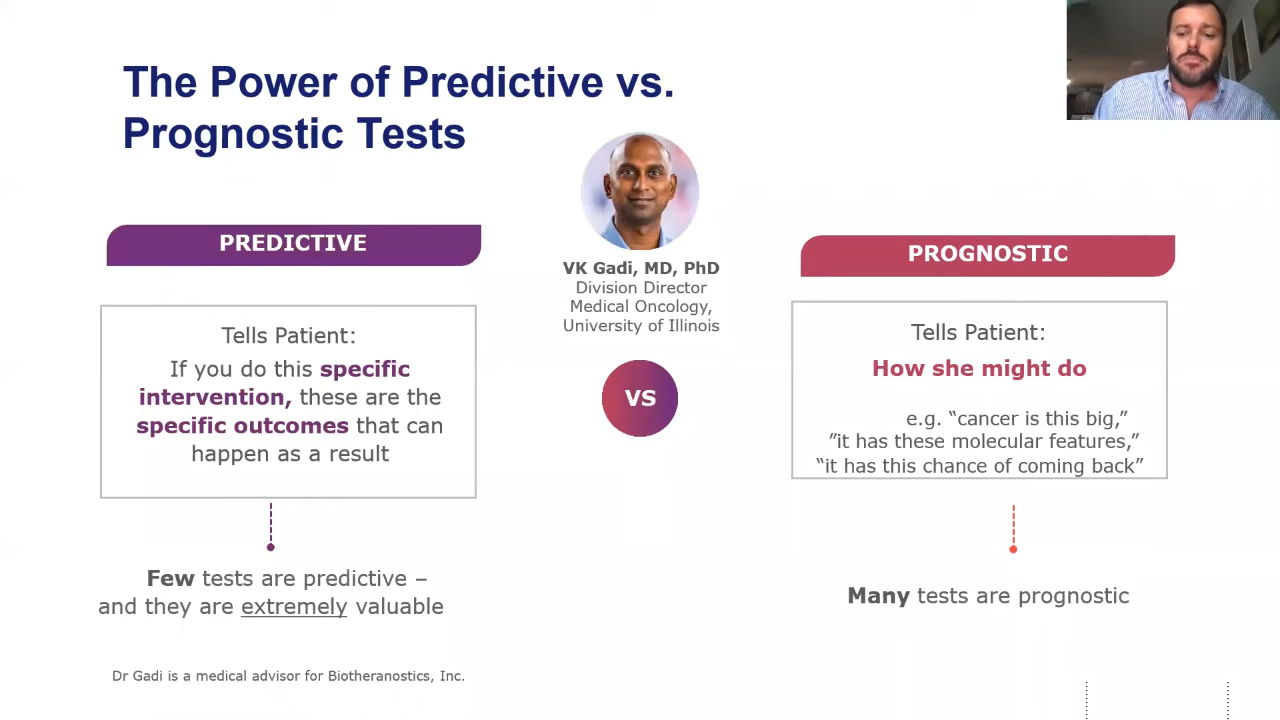 The Power of Predictive vs.
Prognostic Tests
PREDICTIVE
Tells Patient:
If you do this specific
intervention, these are the
specific outcomes that can
happen as a result
Few tests are predictive –
and they are extremely valuable
VK Gadi, MD, PhD
Division Director
Medical Oncology,
University of Illinois
VS
PROGNOSTIC
Tells Patient:
How she might do
e.g. “cancer is this big,”
”it has these molecular features,”
“it has this chance of coming back”
Many tests are prognostic
Dr Gadi is a medical advisor for Biotheranostics, Inc.